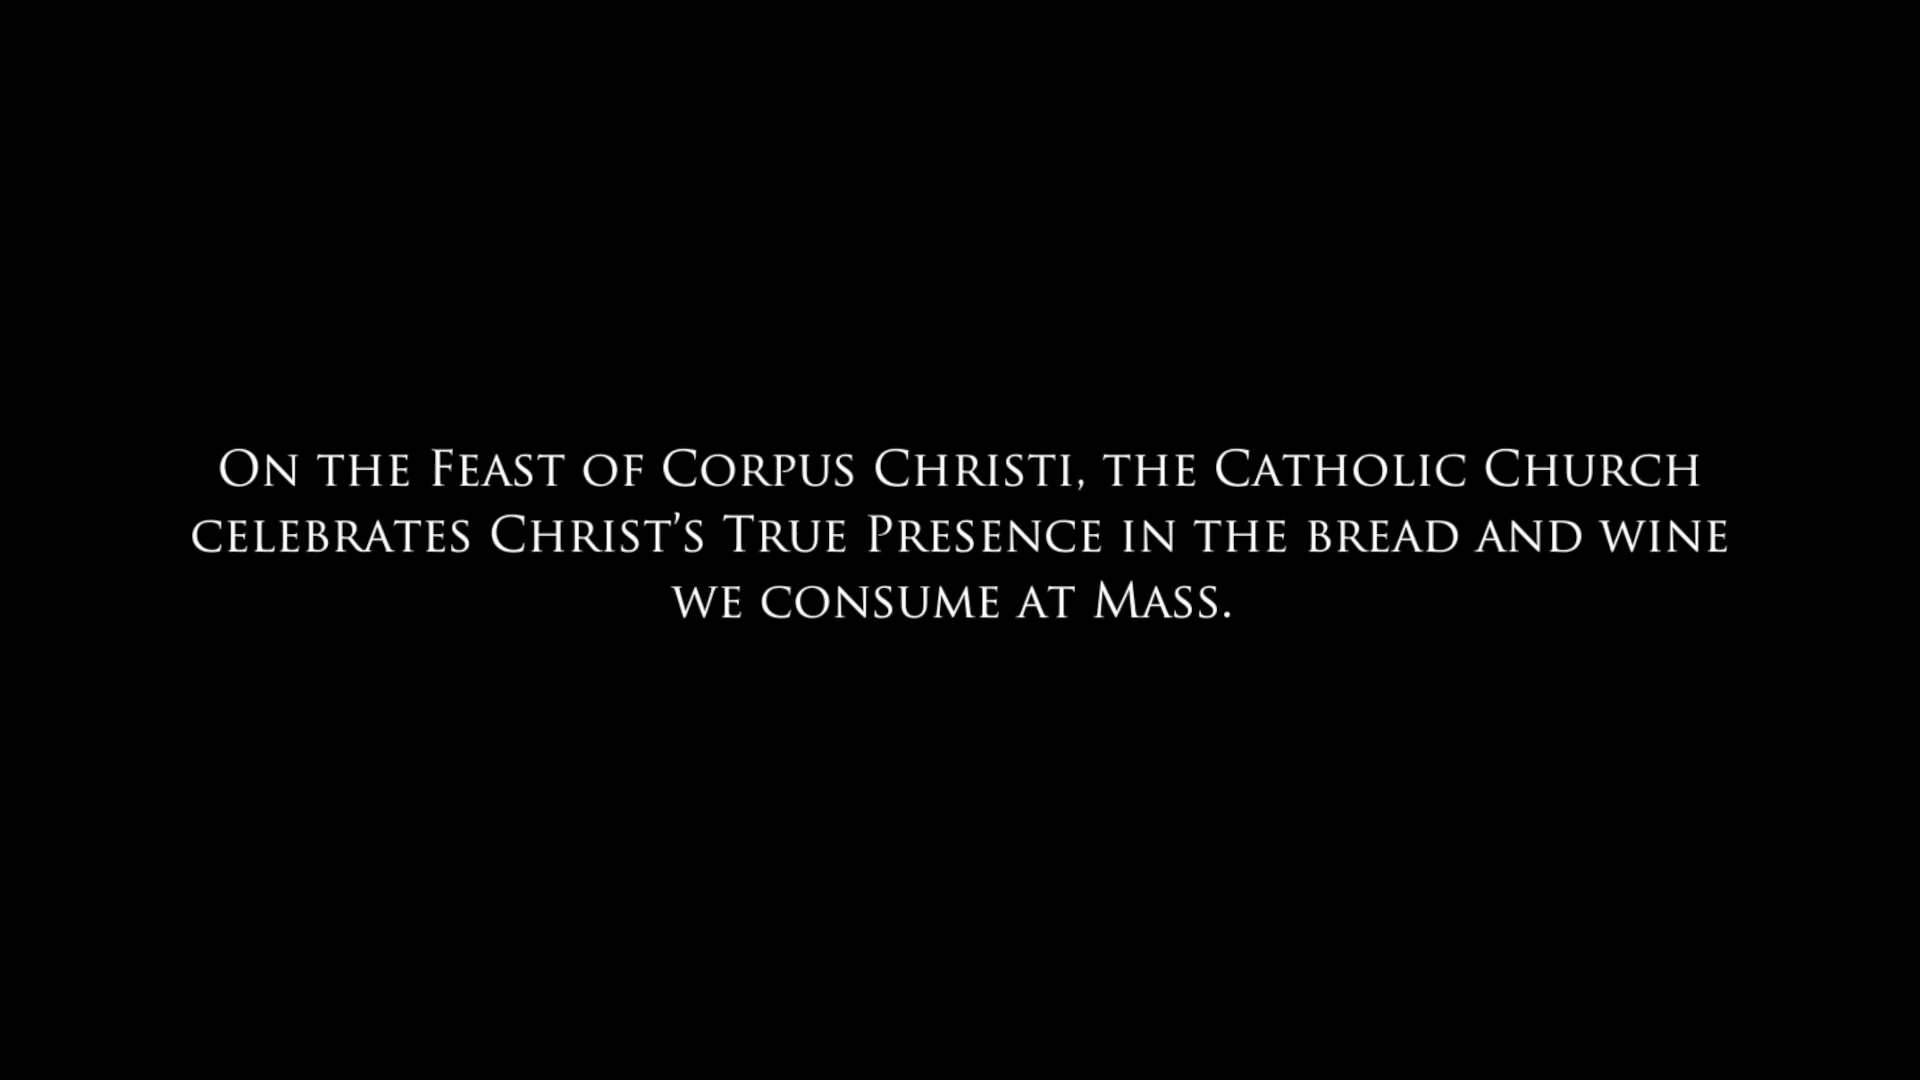 On the Feast of Corpus Christi, the Catholic Church
celebrates Christ’s True Presence in the bread and wine
we consume at Mass.